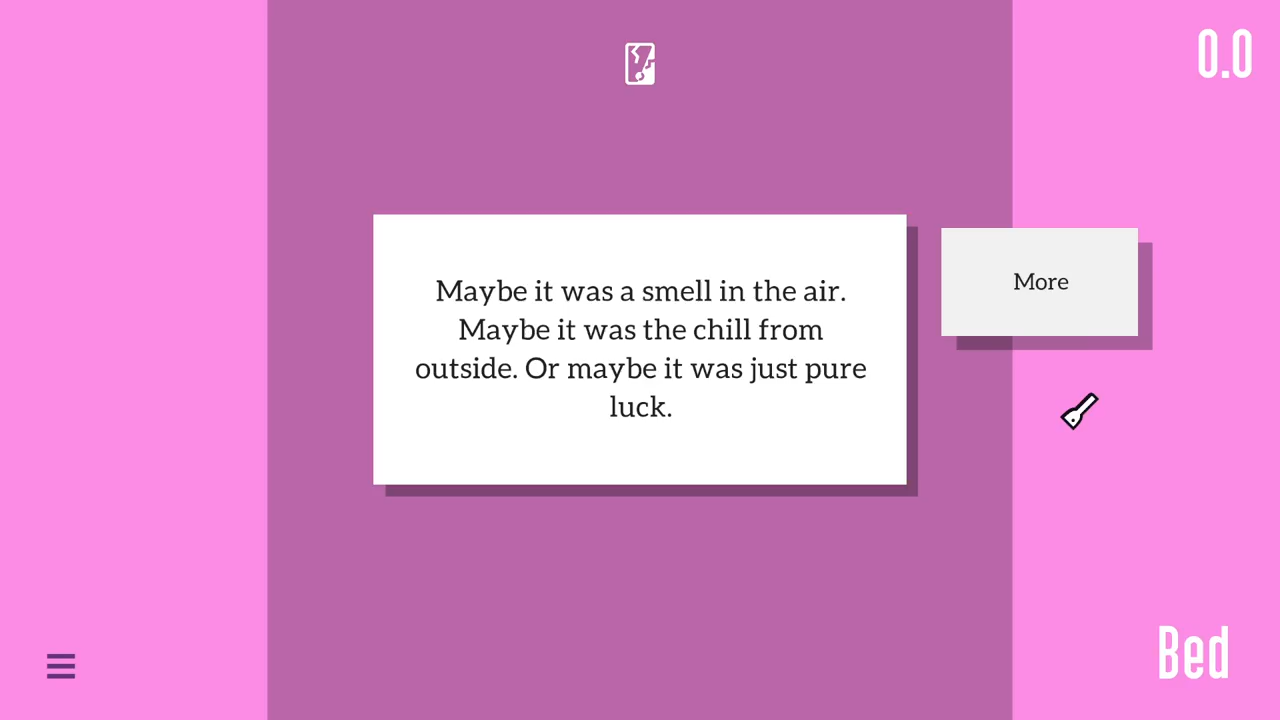 0.0
Maybe it was a smell in the air.
Maybe it was the chill from
outside. Or maybe it was just pure
luck.
More
Bed